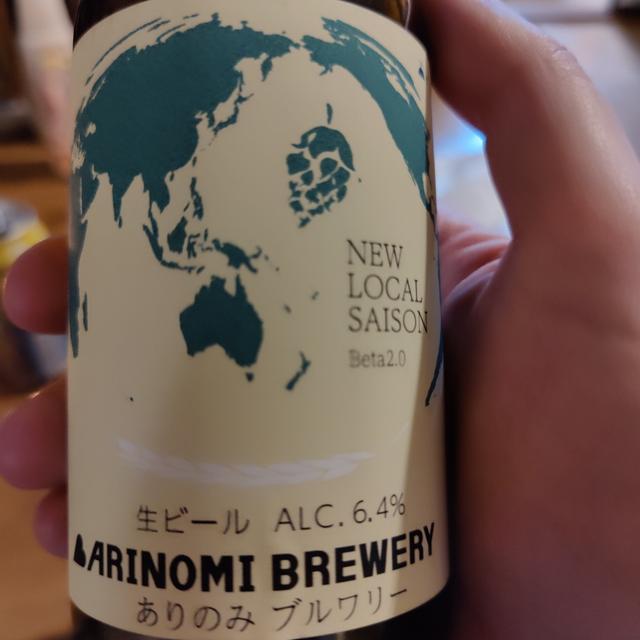 NEW
LOCAL
SAISON
Beta2.0
生ビール ALC. 6.4%
ARINOMI BREWERY
ありのみ ブルワリー